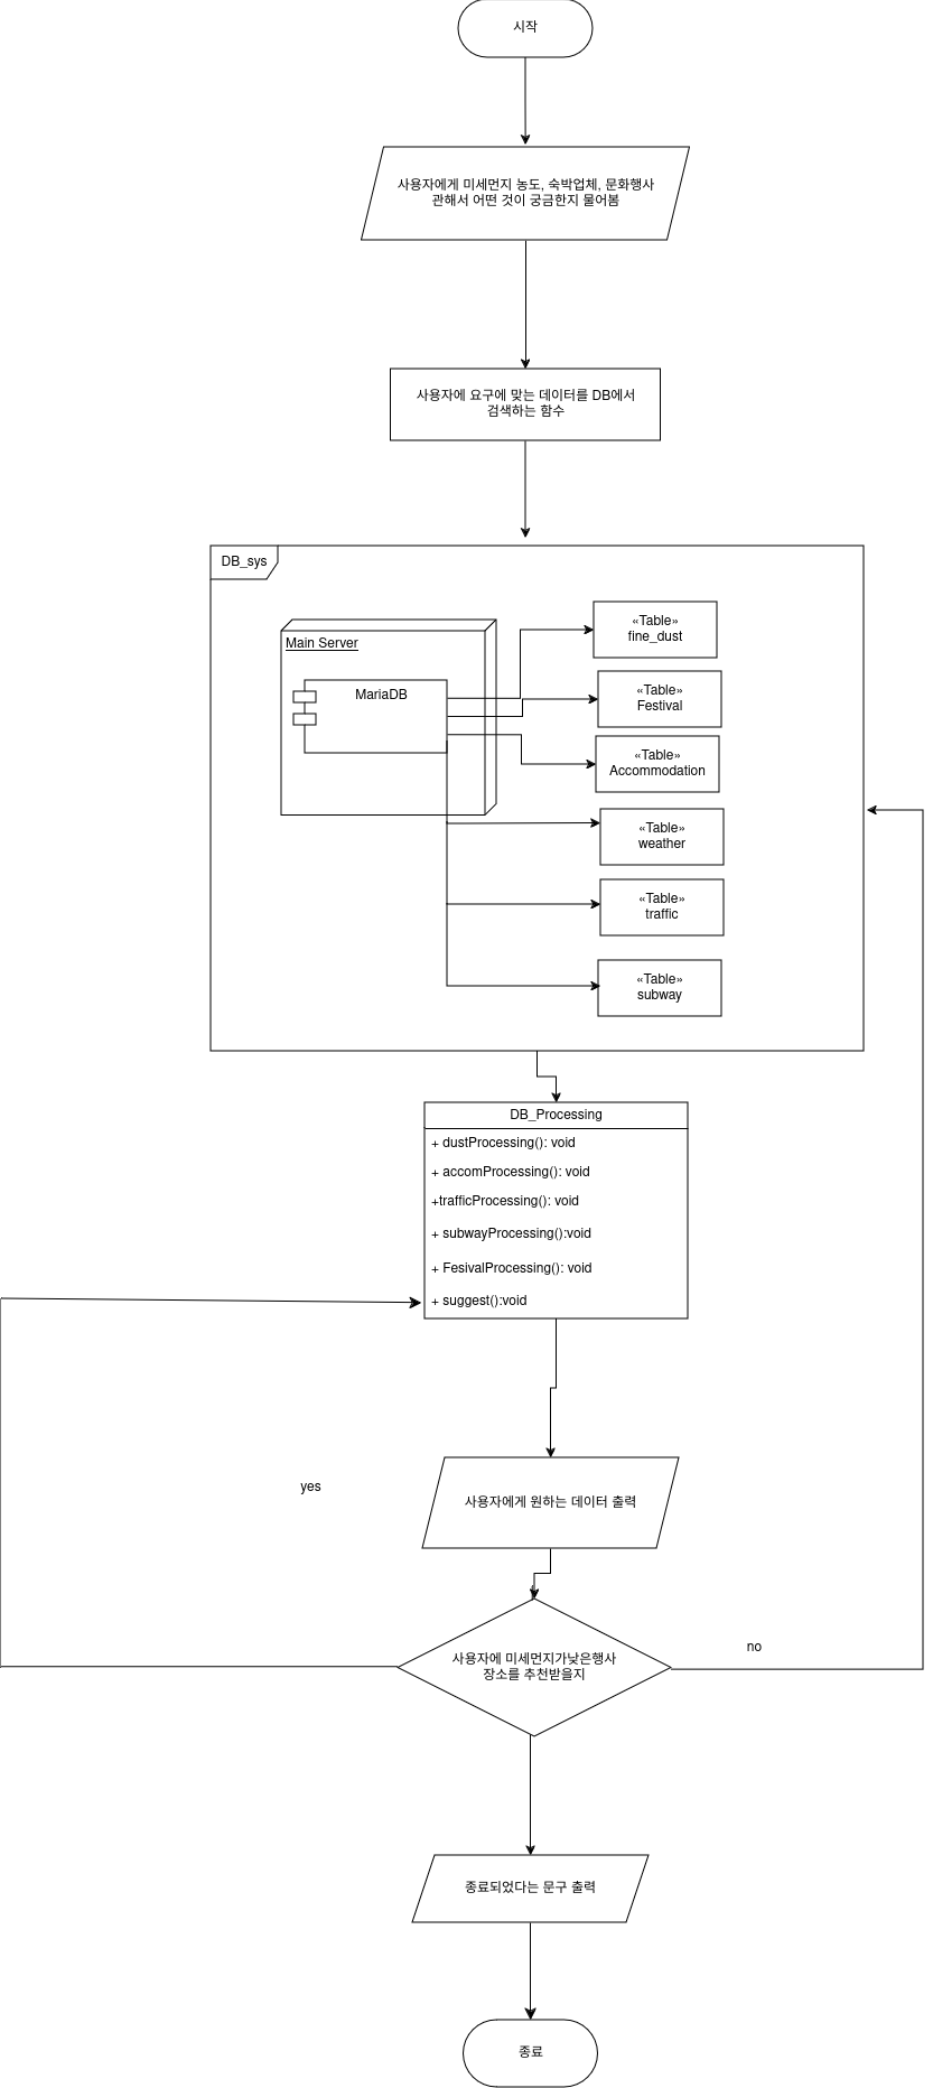 시작
사용자에게 미세먼지 농도, 숙박업체, 문화행사
관해서 어떤 것이 궁금한지 물어봄
사용자에 요구에 맞는 데이터를 DB에서
검색하는 함수
DB_sys
Main Server
MariaDB
«Table»
fine_dust
«Table»
Festival
«Table»
Accommodation
«Table»
weather
«Table»
traffic
«Table»
subway
DB_Processing
+ dustProcessing(): void
+ accomProcessing(): void
+trafficProcessing(): void
+ subwayProcessing():void
+ FesivalProcessing(): void
+ suggest():void
yes
사용자에게 원하는 데이터 출력
no
사용자에 미세먼지가낮은행사
장소를 추천받을지
종료되었다는 문구 출력
종료